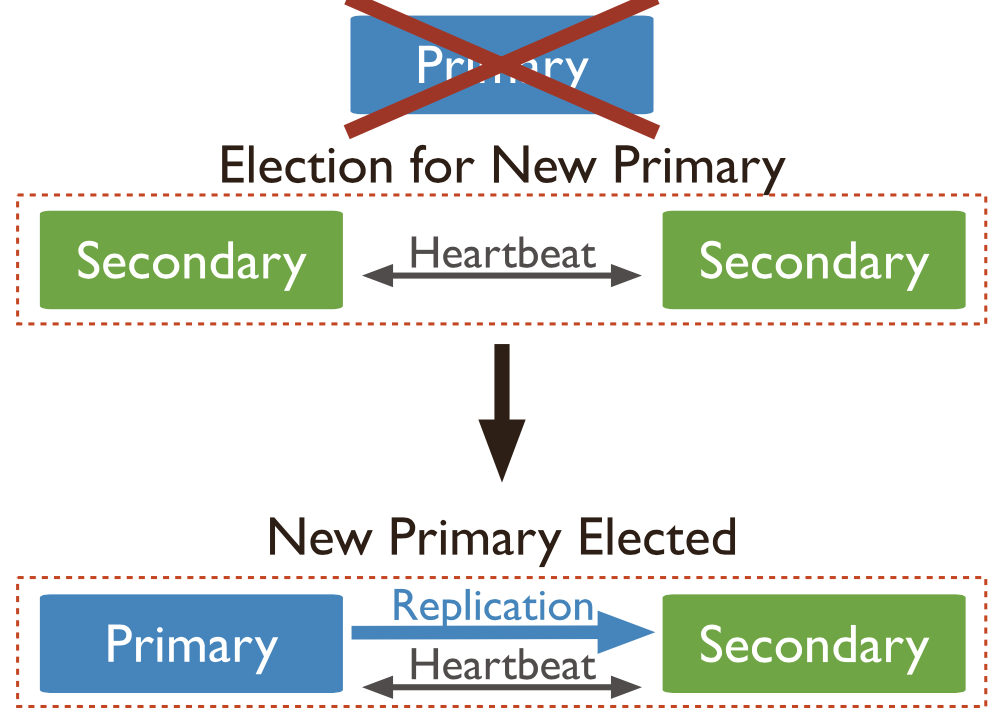 Primary
Election for New Primary
Secondary
Heartbeat
Secondary
New Primary Elected
Primary
Replication
Heartbeat
Secondary